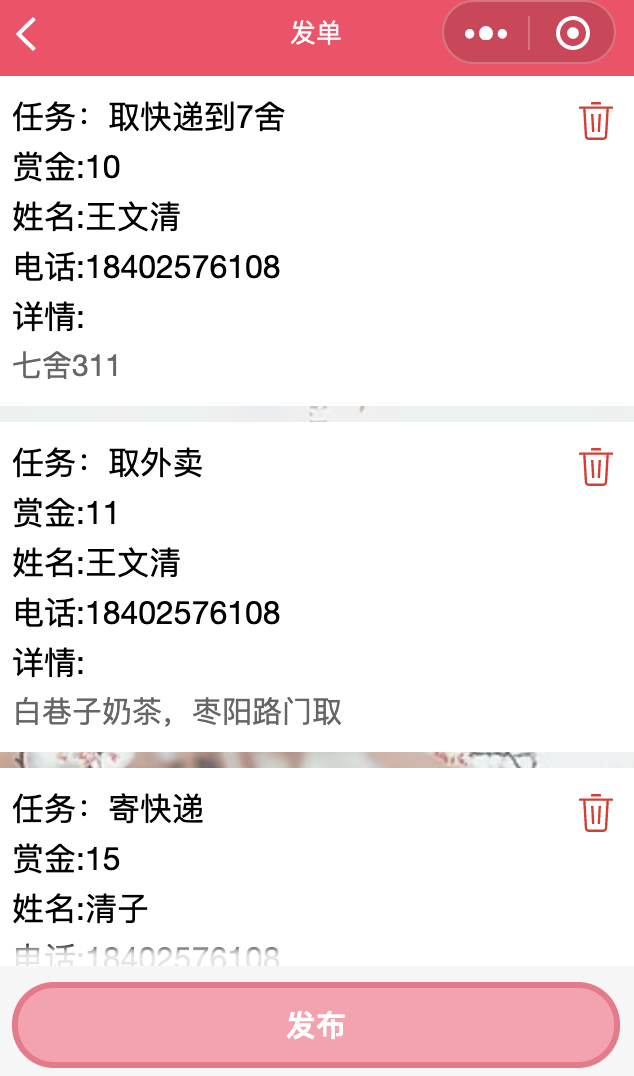 发单
任务：取快递到7舍
赏金:10
姓名:王文清
电话:18402576108
详情:
七舍311
任务：取外卖
赏金:11
姓名:王文清
电话:18402576108
详情:
白巷子奶茶，枣阳路门取
任务：寄快递
赏金:15
姓名:清子
电话:18402576108
发布